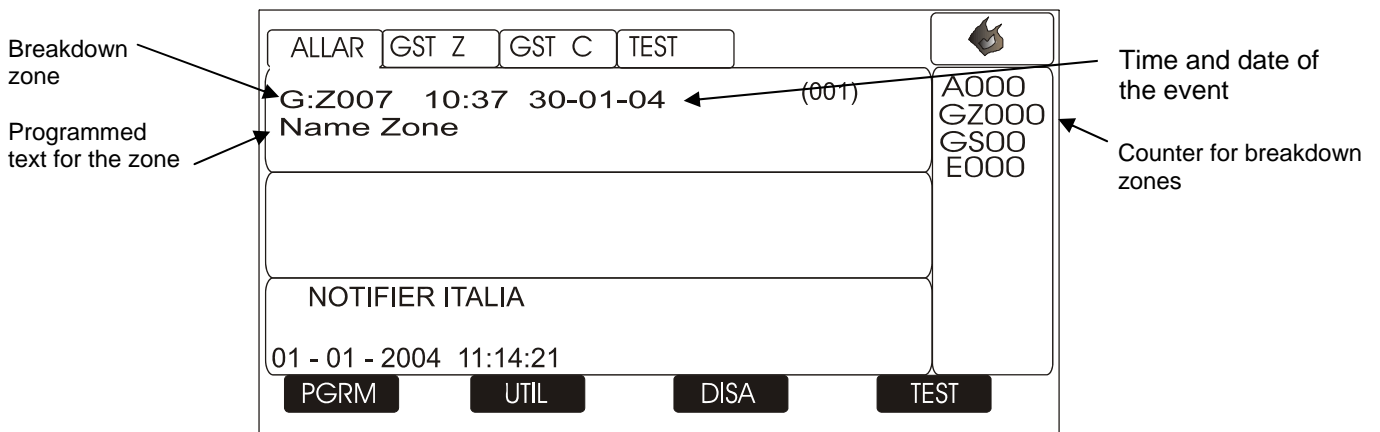 Breakdown
zone
Programmed
text for the zone
ALLAR GST Z GST C TEST
G:Z007 10:37 30-01-04 (001)
Name Zone
NOTIFIER ITALIA
01 - 01 - 2004 11:14:21
PGRM UTIL DISA TEST
A000
GZ000
GS00
E000
Time and date of
the event
Counter for breakdown
zones